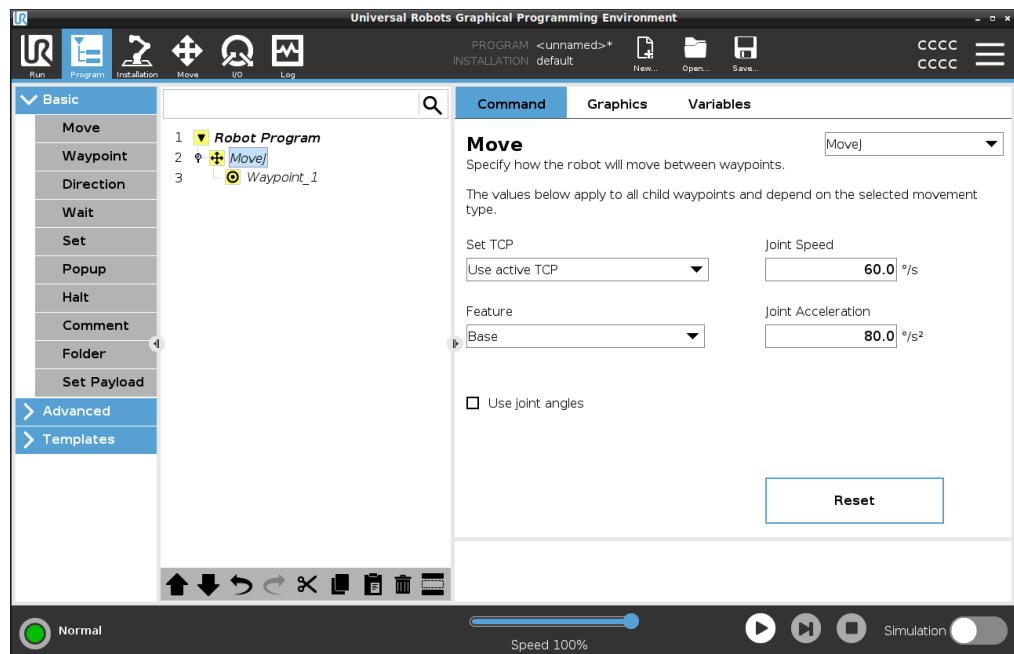 Universal Robots Graphical Programming Environment
UR
Run
Program
Installation
Move
I/O
Log
PROGRAM <unnamed>*
INSTALLATION default
New...
Open...
Save...
CCCC
CCCC
Basic
Move
Waypoint
Direction
Wait
Set
Popup
Halt
Comment
Folder
Set Payload
Advanced
Templates
1 Robot Program
2 MoveJ
3 Waypoint_1
Command Graphics Variables
Move
MoveJ
Specify how the robot will move between waypoints.
The values below apply to all child waypoints and depend on the selected movement
type.
Set TCP
Use active TCP
Joint Speed
60.0 °/s
Feature
Base
Joint Acceleration
80.0 °/s²
Use joint angles
Reset
Normal
Speed 100%
Simulation